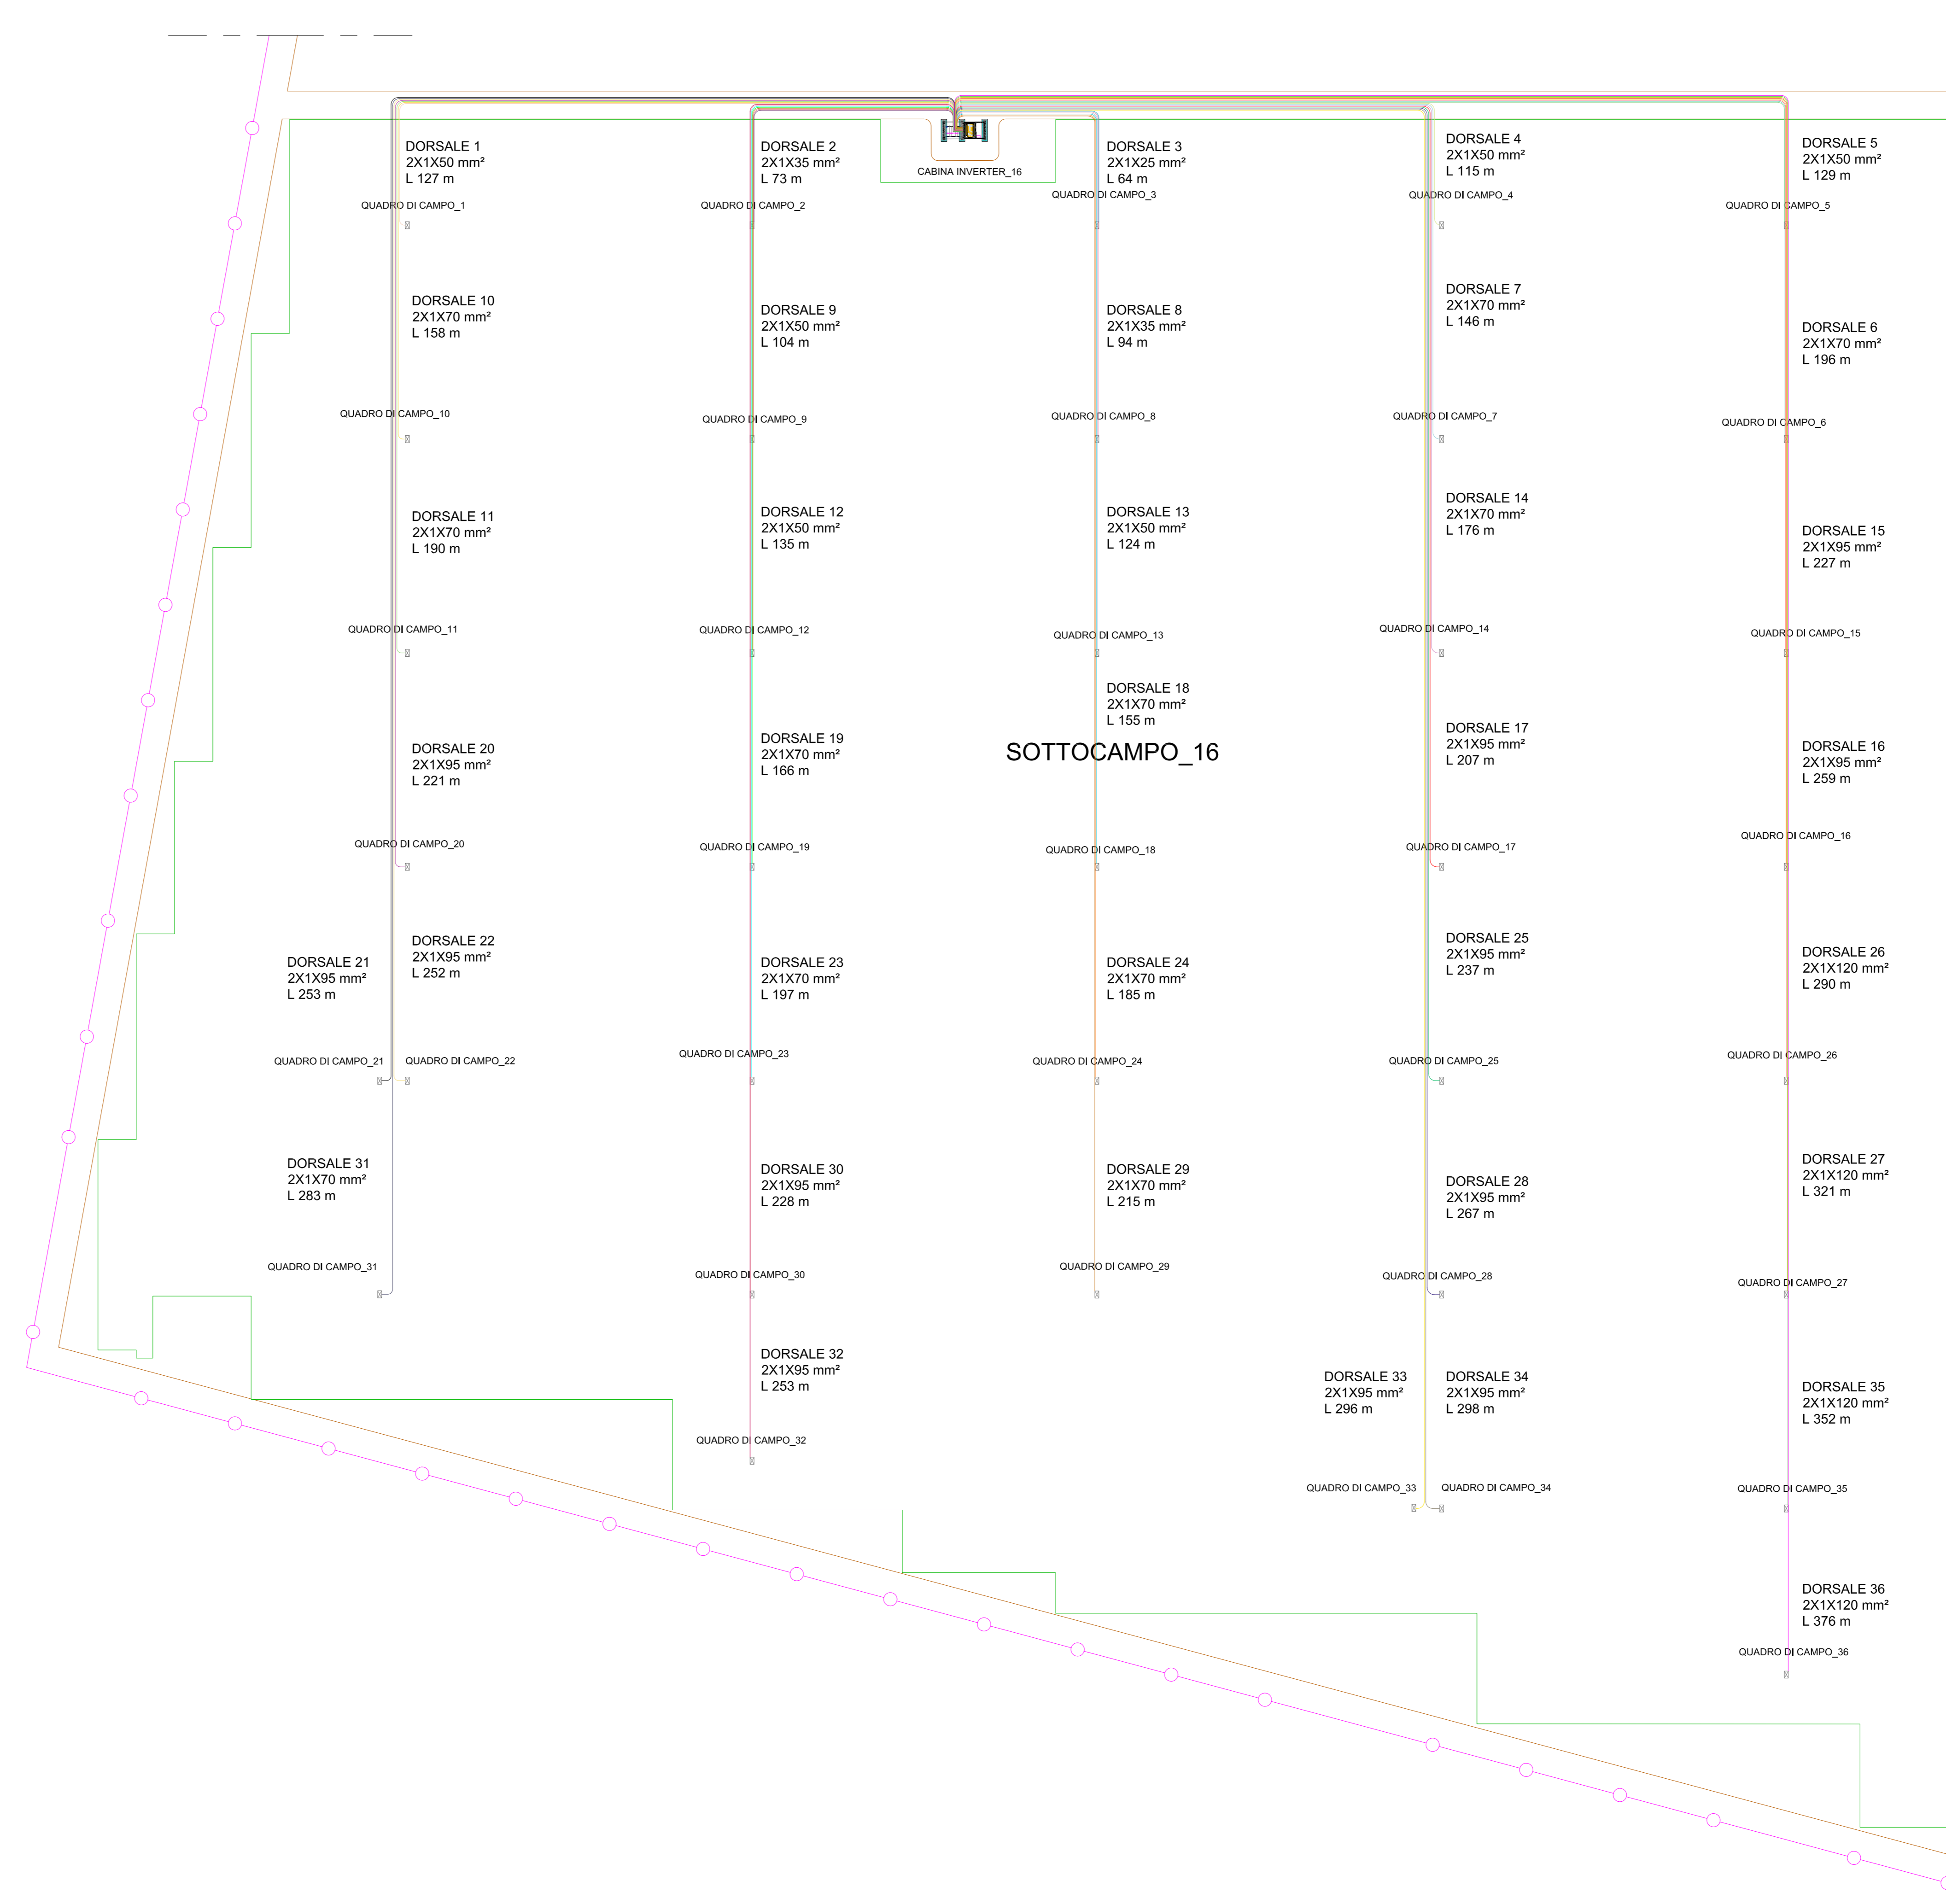 DORSALE 1
2X1X50 mm²
L 127 m
DORSALE 2
2X1X35 mm²
L 73 m
CABINA INVERTER_16
DORSALE 3
2X1X25 mm²
L 64 m
DORSALE 4
2X1X50 mm²
L 115 m
DORSALE 5
2X1X50 mm²
L 129 m
QUADRO DI CAMPO_1
QUADRO DI CAMPO_2
QUADRO DI CAMPO_3
QUADRO DI CAMPO_4
QUADRO DI CAMPO_5
DORSALE 10
2X1X70 mm²
L 158 m
DORSALE 9
2X1X50 mm²
L 104 m
DORSALE 8
2X1X35 mm²
L 94 m
DORSALE 7
2X1X70 mm²
L 146 m
DORSALE 6
2X1X70 mm²
L 196 m
QUADRO DI CAMPO_10
QUADRO DI CAMPO_9
QUADRO DI CAMPO_8
QUADRO DI CAMPO_7
QUADRO DI CAMPO_6
DORSALE 11
2X1X70 mm²
L 190 m
DORSALE 12
2X1X50 mm²
L 135 m
DORSALE 13
2X1X50 mm²
L 124 m
DORSALE 14
2X1X70 mm²
L 176 m
DORSALE 15
2X1X95 mm²
L 227 m
QUADRO DI CAMPO_11
QUADRO DI CAMPO_12
QUADRO DI CAMPO_13
QUADRO DI CAMPO_14
QUADRO DI CAMPO_15
DORSALE 20
2X1X95 mm²
L 221 m
DORSALE 19
2X1X70 mm²
L 166 m
DORSALE 18
2X1X70 mm²
L 155 m
SOTTOCAMPO_16
DORSALE 17
2X1X95 mm²
L 207 m
DORSALE 16
2X1X95 mm²
L 259 m
QUADRO DI CAMPO_20
QUADRO DI CAMPO_19
QUADRO DI CAMPO_18
QUADRO DI CAMPO_17
QUADRO DI CAMPO_16
DORSALE 21
2X1X95 mm²
L 253 m
DORSALE 22
2X1X95 mm²
L 252 m
DORSALE 23
2X1X70 mm²
L 197 m
DORSALE 24
2X1X70 mm²
L 185 m
DORSALE 25
2X1X95 mm²
L 237 m
DORSALE 26
2X1X120 mm²
L 290 m
QUADRO DI CAMPO_21
QUADRO DI CAMPO_22
QUADRO DI CAMPO_23
QUADRO DI CAMPO_24
QUADRO DI CAMPO_25
QUADRO DI CAMPO_26
DORSALE 31
2X1X70 mm²
L 283 m
DORSALE 30
2X1X95 mm²
L 228 m
DORSALE 29
2X1X70 mm²
L 215 m
DORSALE 28
2X1X95 mm²
L 267 m
DORSALE 27
2X1X120 mm²
L 321 m
QUADRO DI CAMPO_31
QUADRO DI CAMPO_30
QUADRO DI CAMPO_29
QUADRO DI CAMPO_28
QUADRO DI CAMPO_27
DORSALE 32
2X1X95 mm²
L 253 m
DORSALE 33
2X1X95 mm²
L 296 m
DORSALE 34
2X1X95 mm²
L 298 m
DORSALE 35
2X1X120 mm²
L 352 m
QUADRO DI CAMPO_32
QUADRO DI CAMPO_33
QUADRO DI CAMPO_34
QUADRO DI CAMPO_35
DORSALE 36
2X1X120 mm²
L 376 m
QUADRO DI CAMPO_36